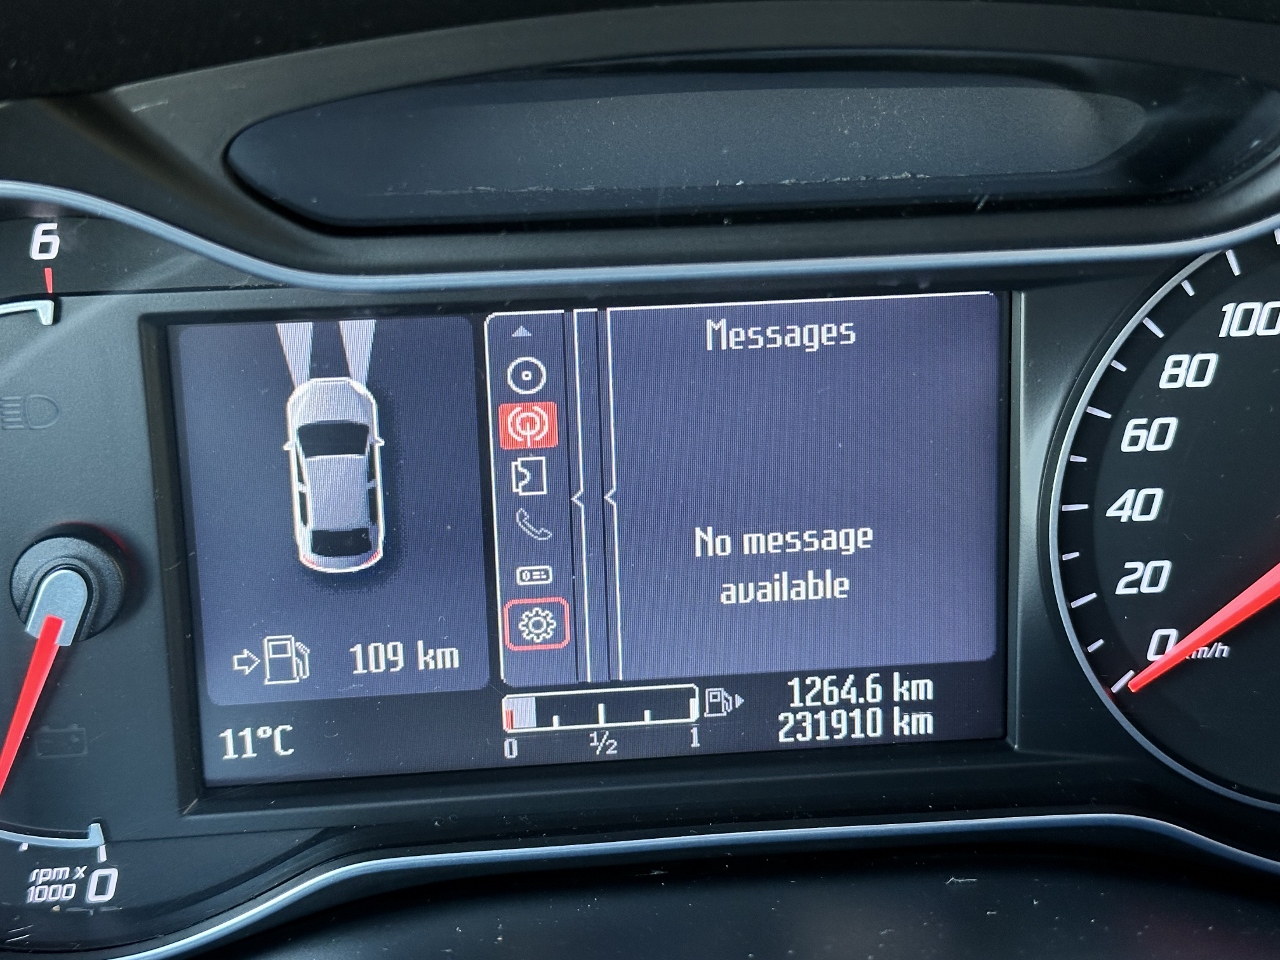 6
Messages
No message
available
109 km
11°C
0
1/2
1
1264.6 km
231910 km
rpm x
1000
0
100
80
60
40
20
0
km/h